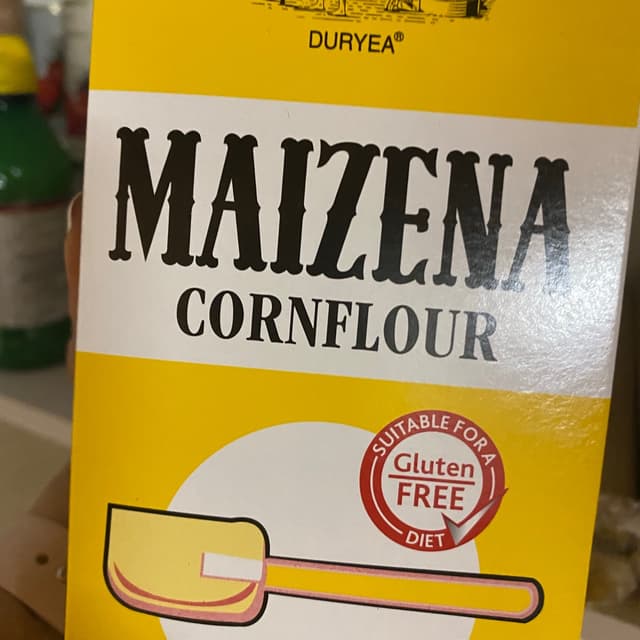 DURYEA®
MAIZENA
CORNFLOUR
SUITABLE FOR A
Gluten
FREE
DIET